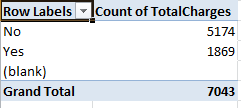 Row Labels Count of TotalCharges
No 5174
Yes 1869
(blank)
Grand Total 7043